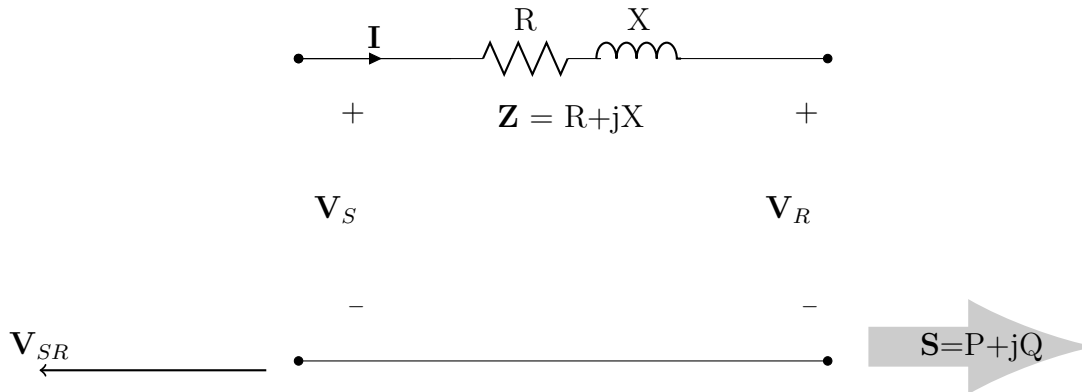 R X
I
+ Z = R+jX +
V_S V_R
– –
V_SR S=P+jQ